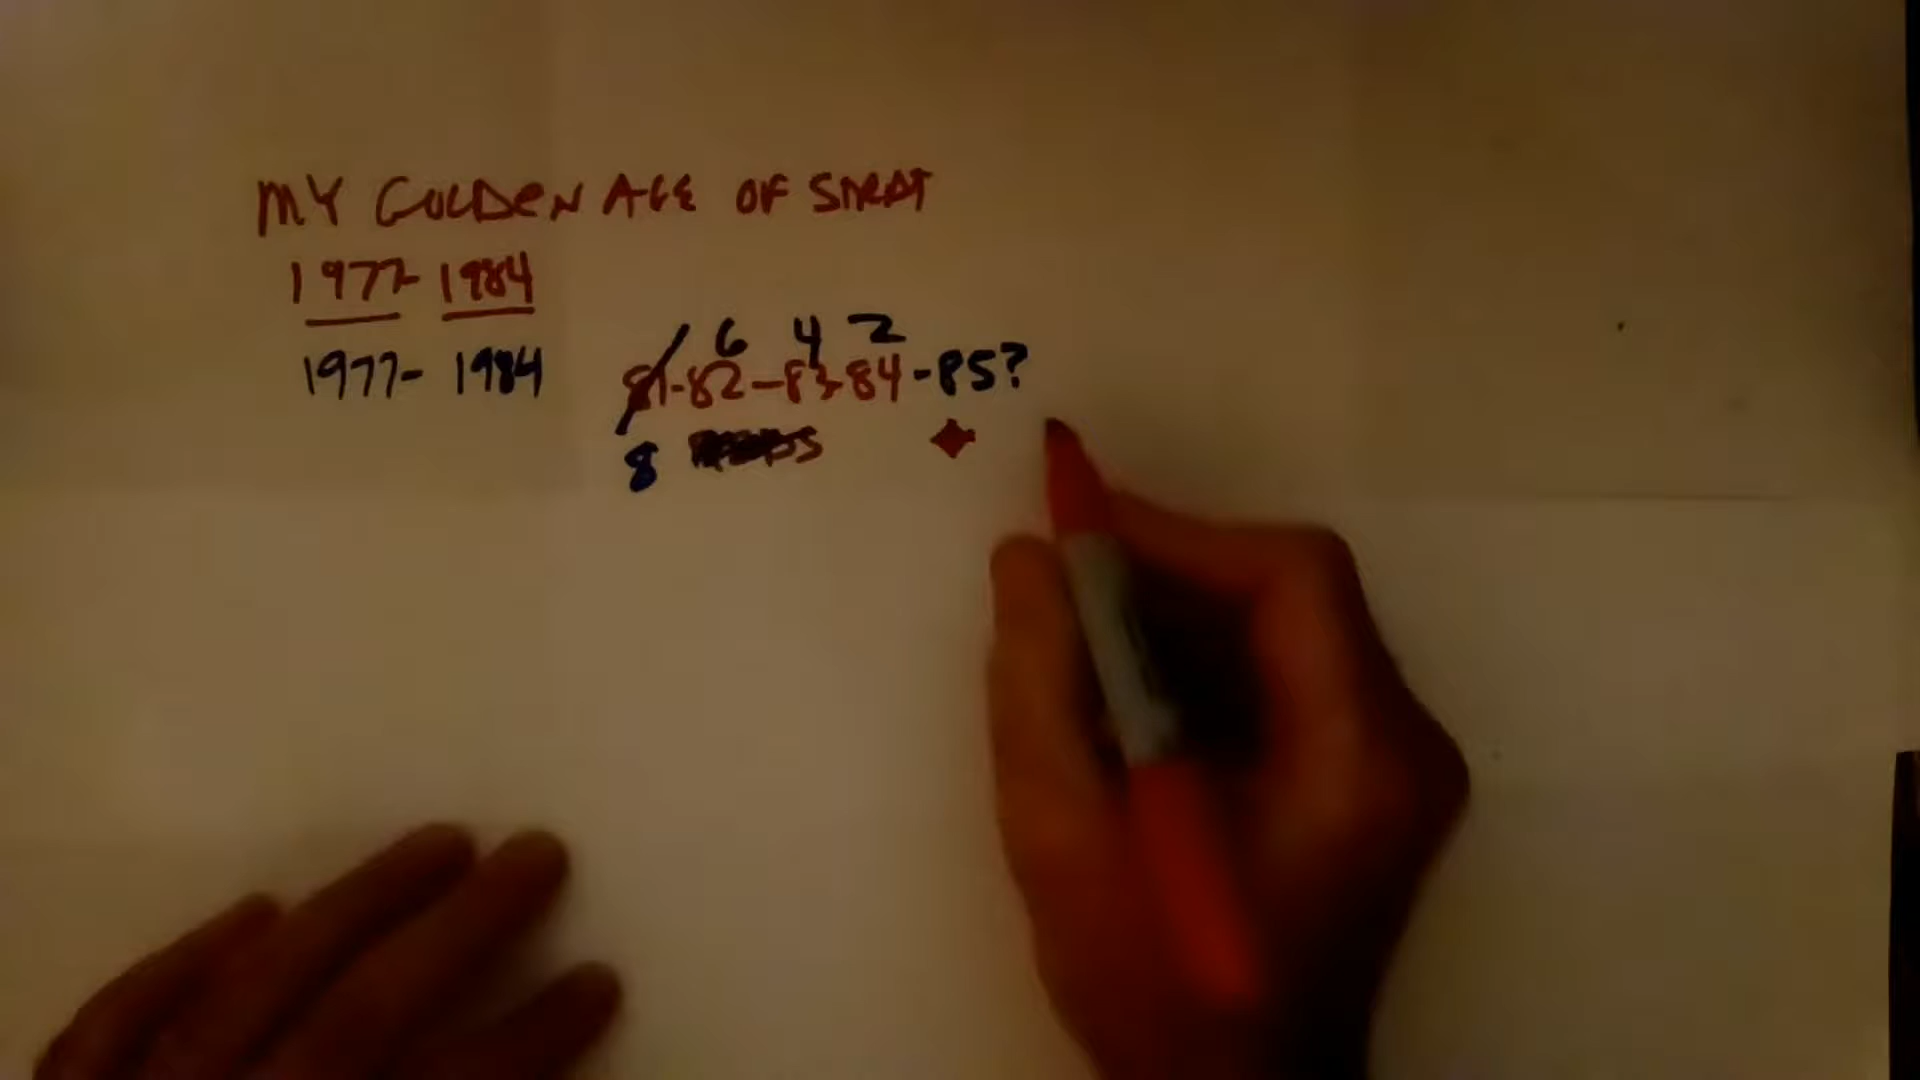 MY GOLDEN AGE OF STRAT
1977- 1984
6 4 2
1977- 1984 81-82-83-84-85?
8